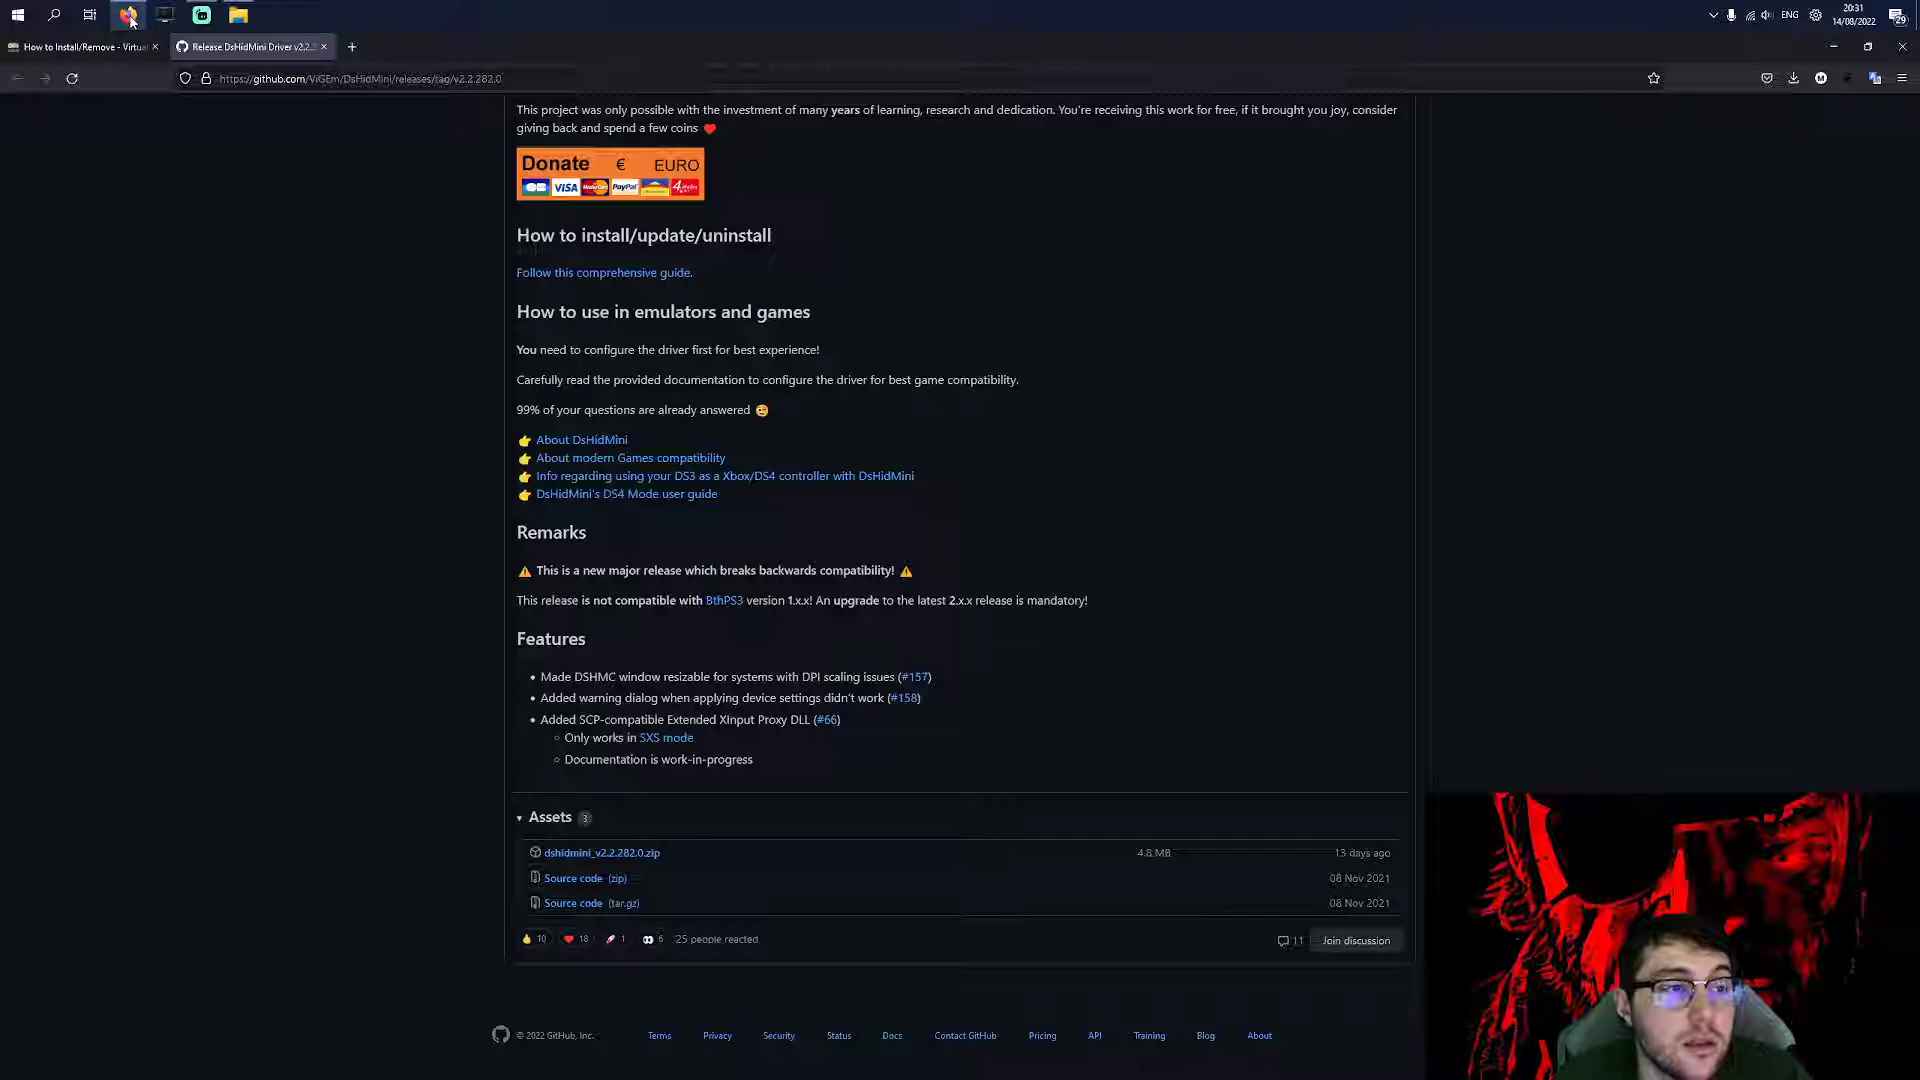 ENG
20:31
14/08/2022
29
How to Install/Remove - Virtua
Release DsHidMini Driver v2.2.
https://github.com/ViGEm/DsHidMini/releases/tag/v2.2.282.0
This project was only possible with the investment of many years of learning, research and dedication. You're receiving this work for free, if it brought you joy, consider
giving back and spend a few coins ❤️
Donate € EURO
CB VISA MasterCard PayPal
How to install/update/uninstall
Follow this comprehensive guide.
How to use in emulators and games
You need to configure the driver first for best experience!
Carefully read the provided documentation to configure the driver for best game compatibility.
99% of your questions are already answered 🧐
👉 About DsHidMini
👉 About modern Games compatibility
👉 Info regarding using your DS3 as a Xbox/DS4 controller with DsHidMini
👉 DsHidMini's DS4 Mode user guide
Remarks
⚠️ This is a new major release which breaks backwards compatibility! ⚠️
This release is not compatible with BthPS3 version 1.x.x! An upgrade to the latest 2.x.x release is mandatory!
Features
• Made DSHMC window resizable for systems with DPI scaling issues (#157)
• Added warning dialog when applying device settings didn't work (#158)
• Added SCP-compatible Extended XInput Proxy DLL (#66)
◦ Only works in SXS mode
◦ Documentation is work-in-progress
Assets 3
dshidmini_v2.2.282.0.zip 4.8 MB 13 days ago
Source code (zip) 08 Nov 2021
Source code (tar.gz) 08 Nov 2021
👍 10 ❤️ 18 🚀 1 👀 6 25 people reacted 11 Join discussion
© 2022 GitHub, Inc. Terms Privacy Security Status Docs Contact GitHub Pricing API Training Blog About